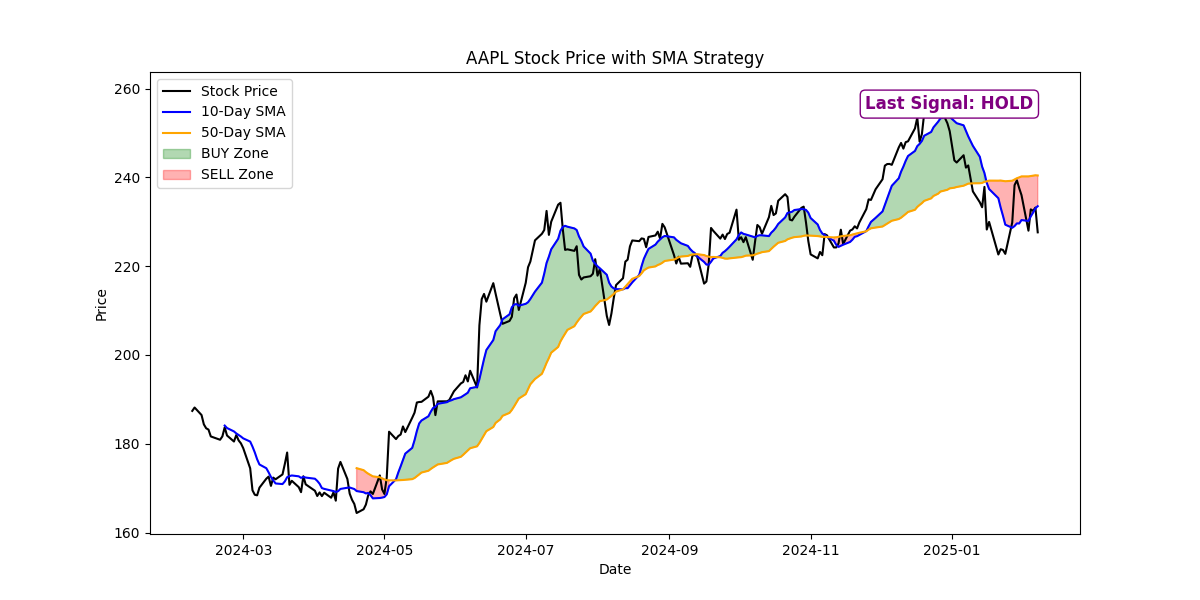 AAPL Stock Price with SMA Strategy
260
240
220
200
180
160
Price
Stock Price
10-Day SMA
50-Day SMA
BUY Zone
SELL Zone
Last Signal: HOLD
2024-03
2024-05
2024-07
2024-09
2024-11
2025-01
Date